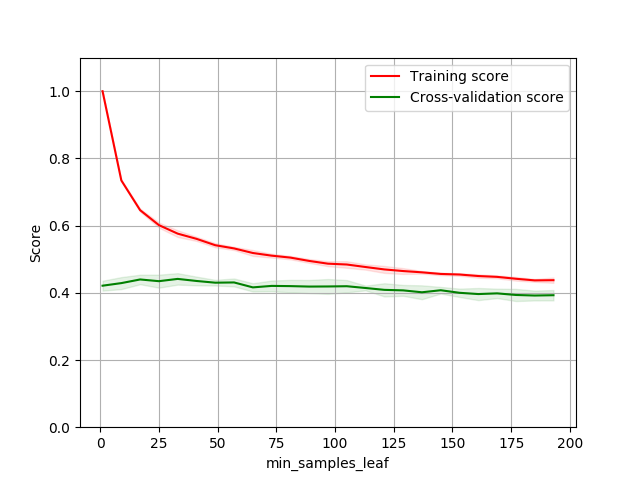 Training score
Cross-validation score
1.0
0.8
0.6
0.4
0.2
0.0
Score
0 25 50 75 100 125 150 175 200
min_samples_leaf